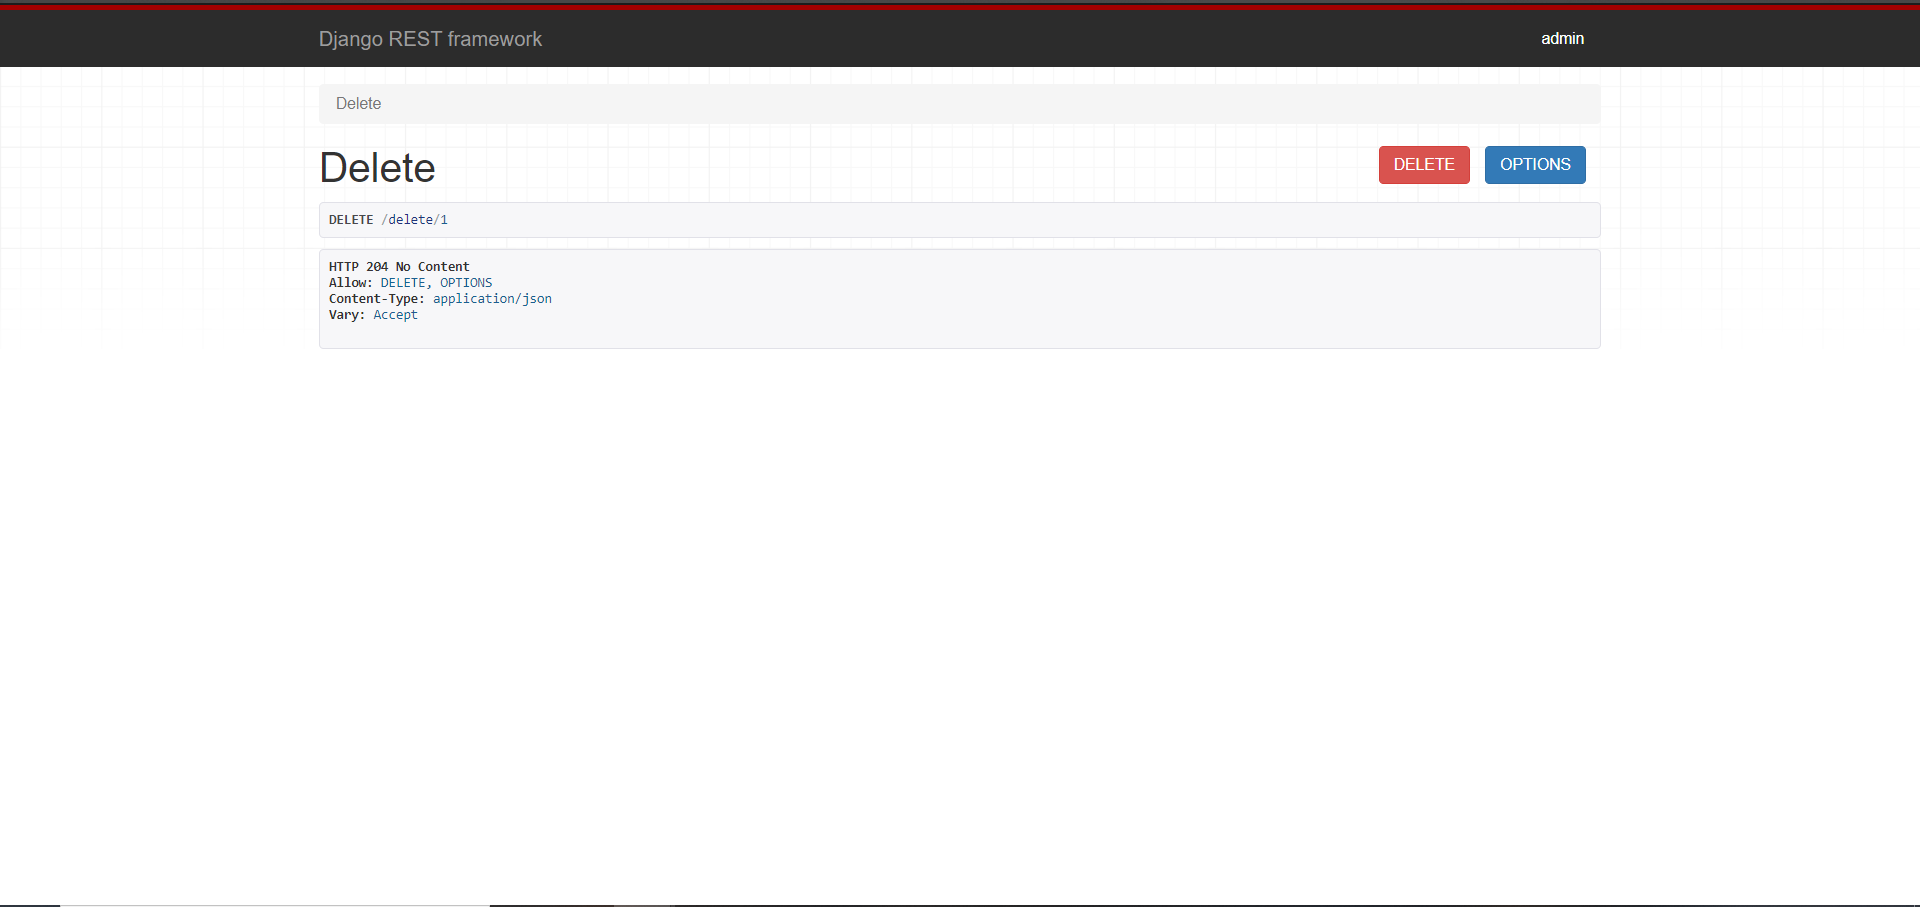 Django REST framework
admin
Delete
Delete
DELETE
OPTIONS
DELETE /delete/1
HTTP 204 No Content
Allow: DELETE, OPTIONS
Content-Type: application/json
Vary: Accept